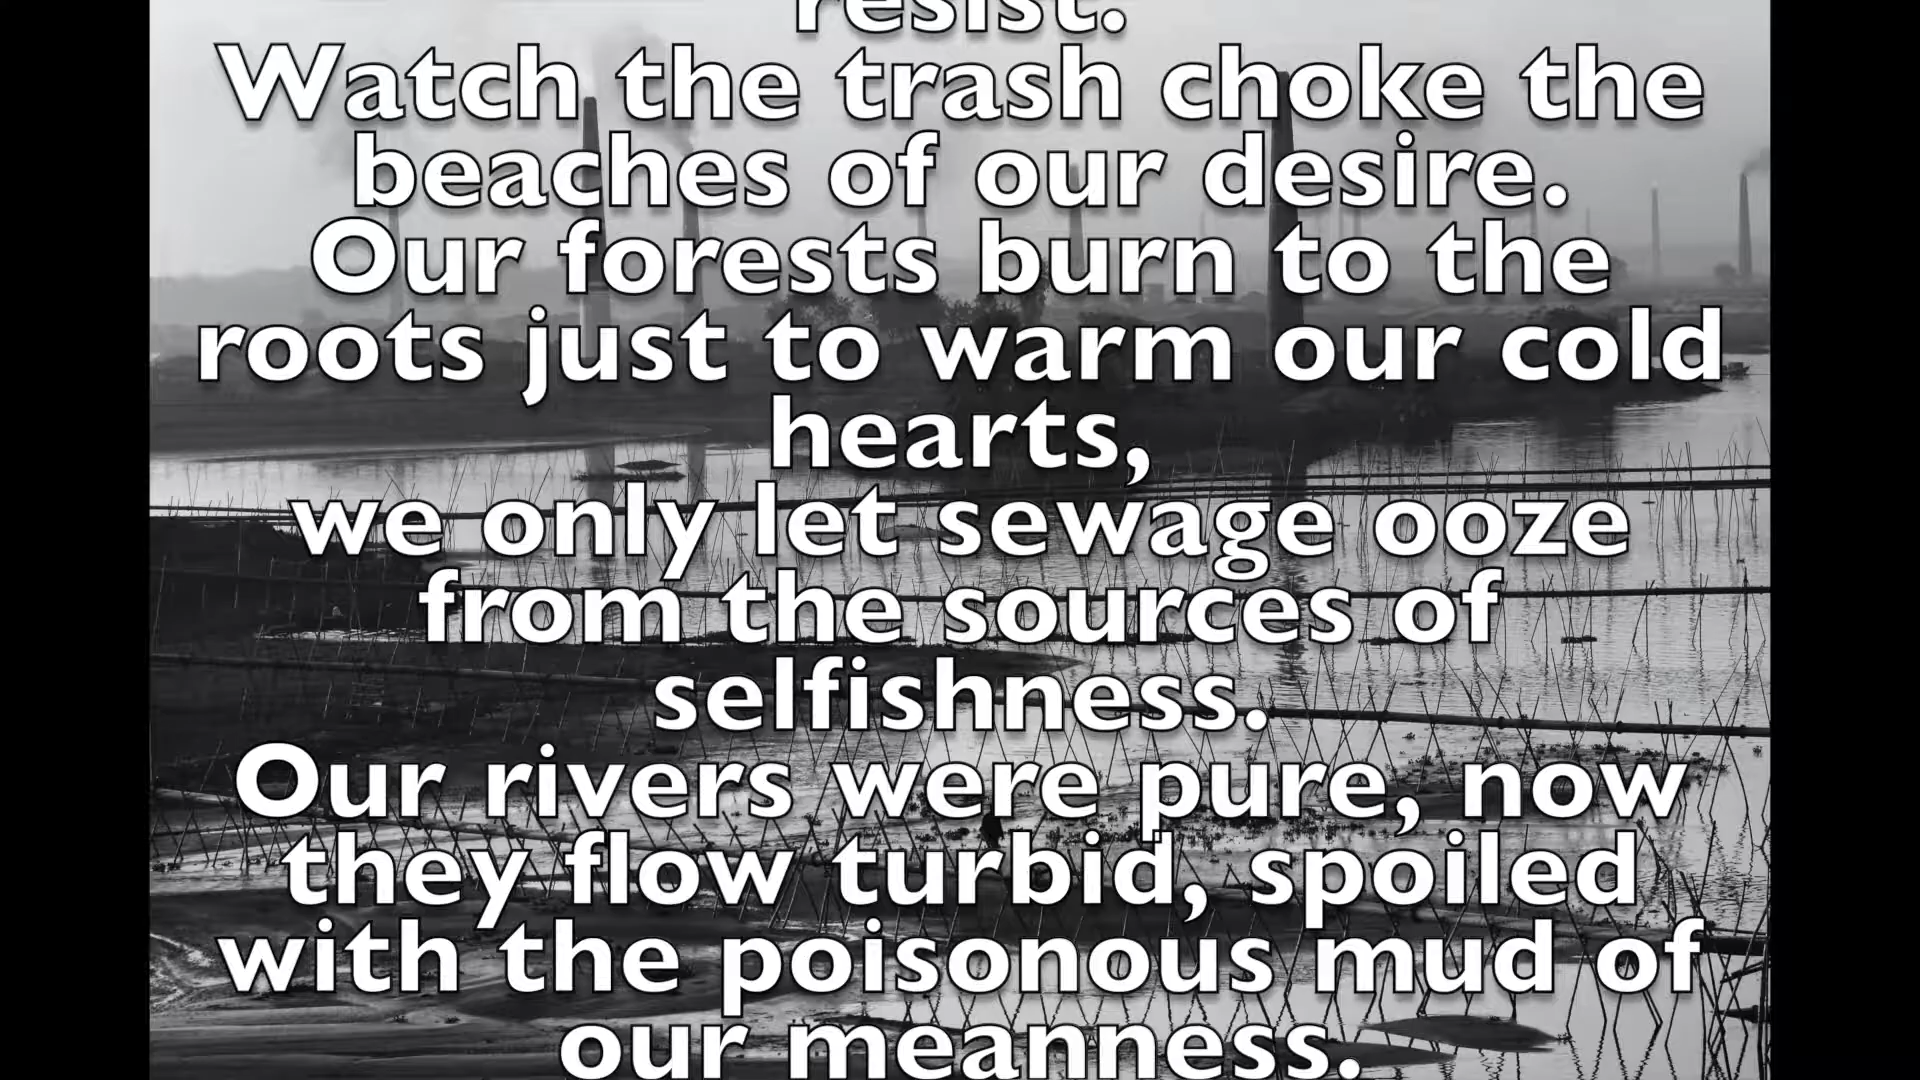 resist.
Watch the trash choke the
beaches of our desire.
Our forests burn to the
roots just to warm our cold
hearts,
we only let sewage ooze
from the sources of
selfishness.
Our rivers were pure, now
they flow turbid, spoiled
with the poisonous mud of
our meanness.